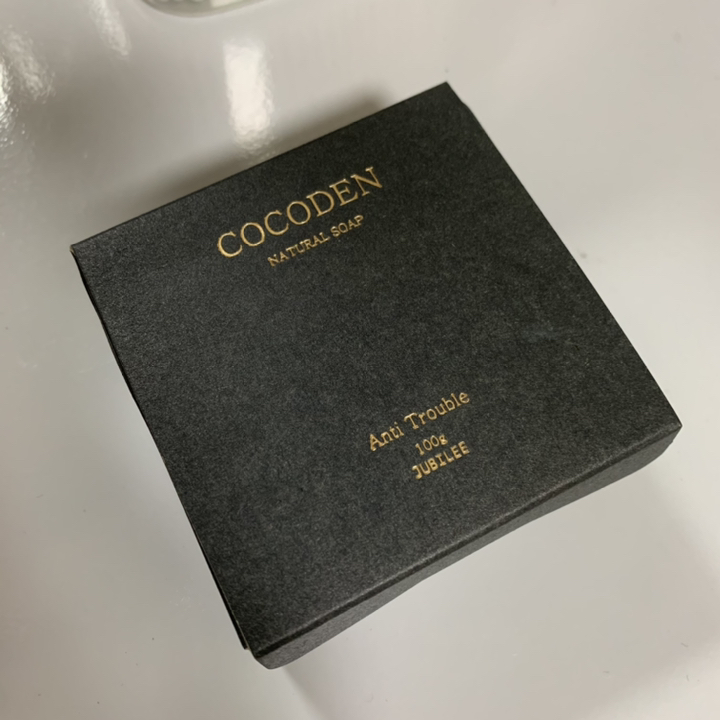 COCODEN
NATURAL SOAP
Anti Trouble
100g
JUBILEE